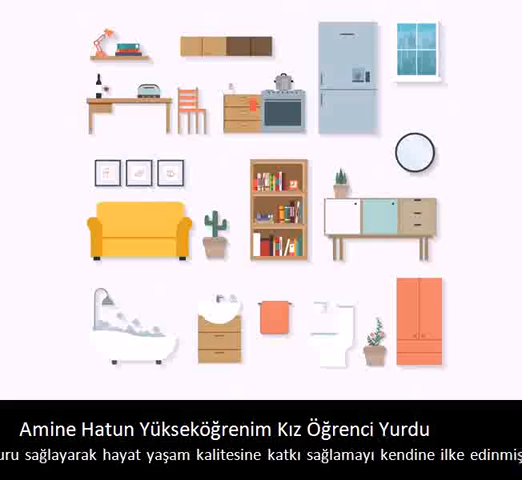 Amine Hatun Yükseköğrenim Kız Öğrenci Yurdu
sağlayarak hayat yaşam kalitesine katkı sağlamayı kendine ilke edinmiş